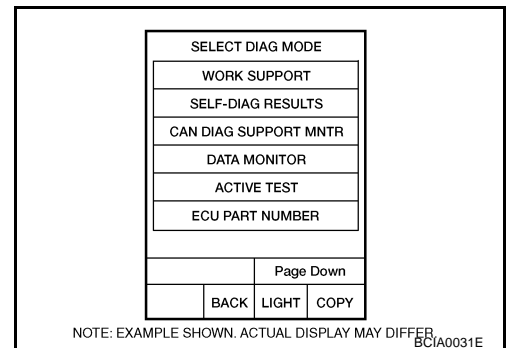 SELECT DIAG MODE
WORK SUPPORT
SELF-DIAG RESULTS
CAN DIAG SUPPORT MNTR
DATA MONITOR
ACTIVE TEST
ECU PART NUMBER
Page Down
BACK LIGHT COPY
NOTE: EXAMPLE SHOWN. ACTUAL DISPLAY MAY DIFFER.
BCIA0031E